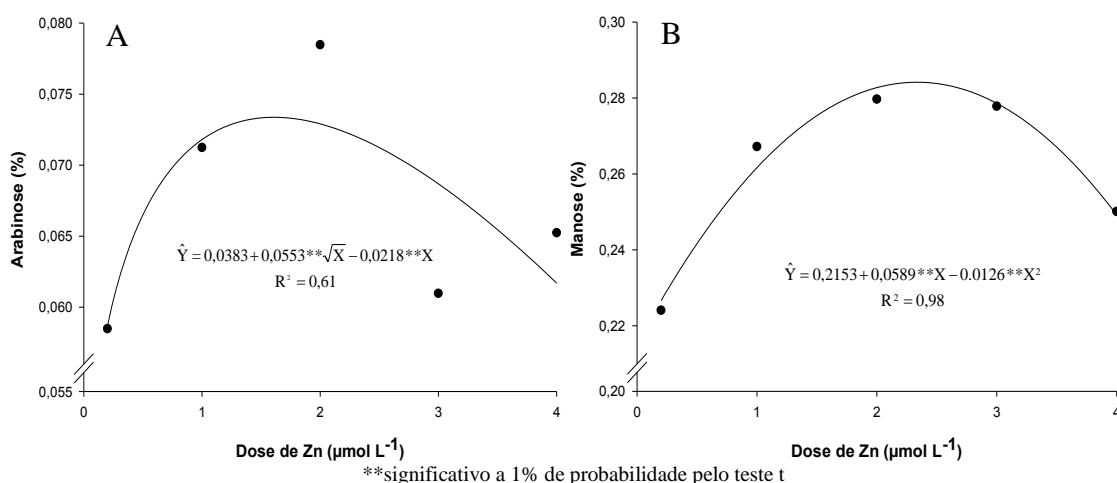 A
Arabinose (%)
0,080
0,075
0,070
0,065
0,060
0,055
Ŷ = 0,0383 + 0,0553**√X − 0,0218**X
R² = 0,61
0
1
2
3
4
Dose de Zn (µmol L⁻¹)
B
Manose (%)
0,30
0,28
0,26
0,24
0,22
0,20
Ŷ = 0,2153 + 0,0589**X − 0.0126**X²
R² = 0,98
0
1
2
3
4
Dose de Zn (µmol L⁻¹)
**significativo a 1% de probabilidade pelo teste t